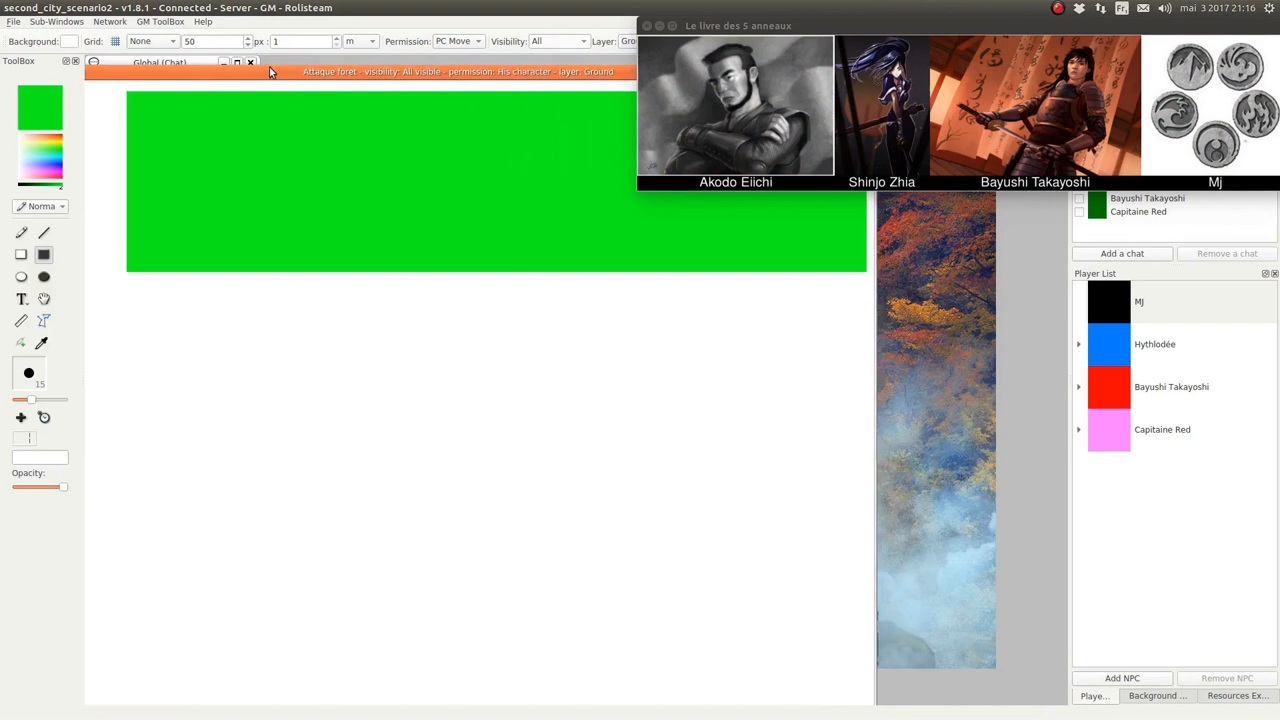 second_city_scenario2 - v1.8.1 - Connected - Server - GM - Rollisteam
Fr,
mai 3 2017 21:16
File Sub-Windows Network GM ToolBox Help
Le livre des 5 anneaux
Background: Grid: None 50 px : 1 m Permission: PC Move Visibility: All Layer: Gro
ToolBox
Global (Chat)
Attaque foret - visibility: All visible - permission: His character - layer: Ground
Akodo Eiichi
Shinjo Zhia
Bayushi Takayoshi
Mj
Norma
Bayushi Takayoshi
Capitaine Red
Add a chat
Remove a chat
Player List
MJ
Hythlodée
Bayushi Takayoshi
Capitaine Red
15
Opacity:
Add NPC
Remove NPC
Playe...
Background ...
Resources Ex...